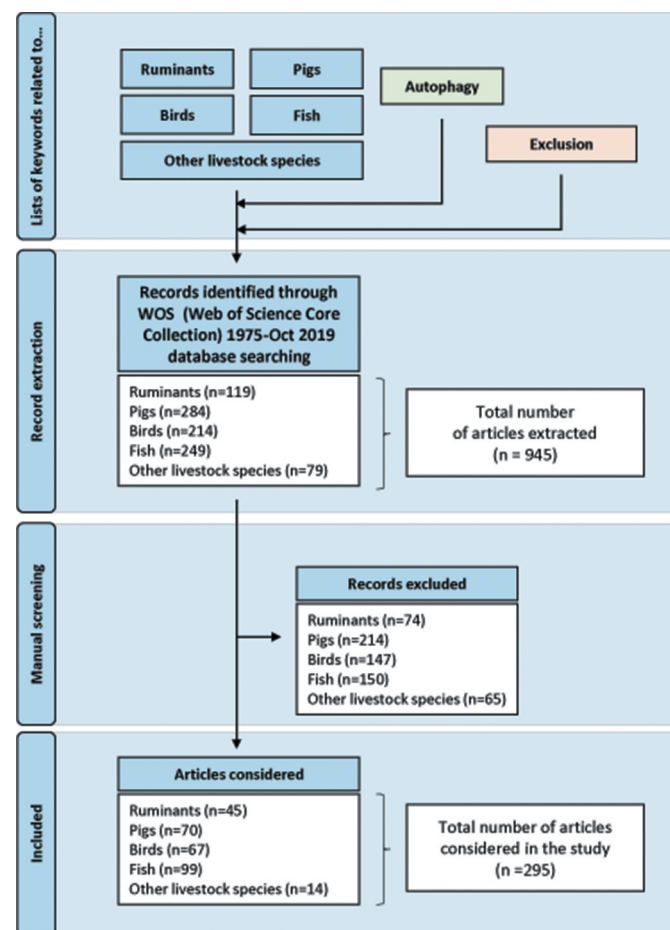 Lists of keywords related to...
Ruminants
Pigs
Birds
Fish
Other livestock species
Autophagy
Exclusion
Record extraction
Records identified through
WOS (Web of Science Core
Collection) 1975-Oct 2019
database searching
Ruminants (n=119)
Pigs (n=284)
Birds (n=214)
Fish (n=249)
Other livestock species (n=79)
Total number
of articles extracted
(n = 945)
Manual screening
Records excluded
Ruminants (n=74)
Pigs (n=214)
Birds (n=147)
Fish (n=150)
Other livestock species (n=65)
Included
Articles considered
Ruminants (n=45)
Pigs (n=70)
Birds (n=67)
Fish (n=99)
Other livestock species (n=14)
Total number of articles
considered in the study
(n =295)